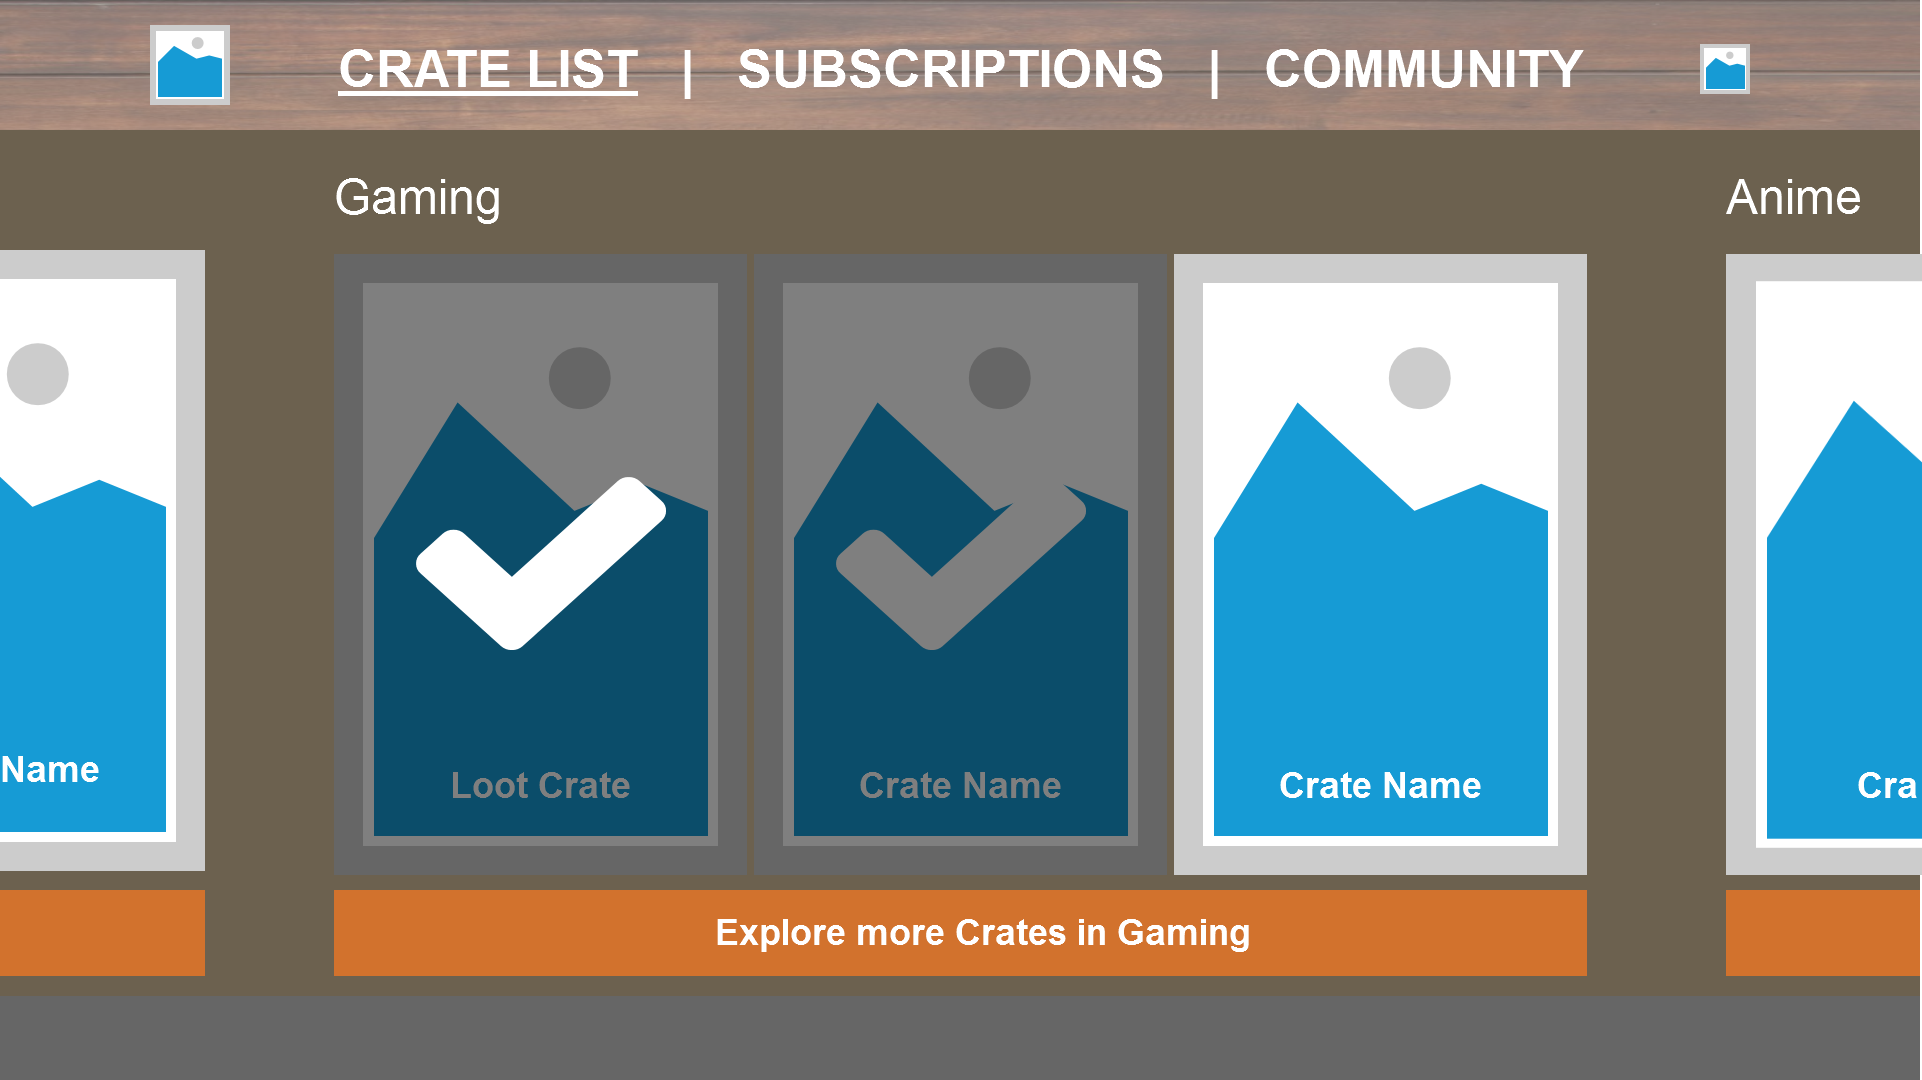 CRATE LIST | SUBSCRIPTIONS | COMMUNITY
Gaming
Anime
Name
Loot Crate
Crate Name
Crate Name
Cra
Explore more Crates in Gaming